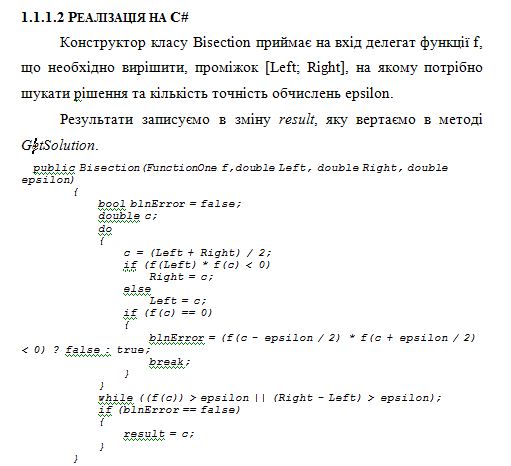 1.1.1.2 РЕАЛІЗАЦІЯ НА C#
Конструктор класу Bisection приймає на вхід делегат функції f,
що необхідно вирішити, проміжок [Left; Right], на якому потрібно
шукати рішення та кількість точність обчислень epsilon.
Результати записуємо в зміну result, яку вертаємо в методі
GetSolution.
public Bisection(FunctionOne f,double Left, double Right, double
epsilon)
{
bool blnError = false;
double c;
do
{
c = (Left + Right) / 2;
if (f(Left) * f(c) < 0)
Right = c;
else
Left = c;
if (f(c) == 0)
{
blnError = (f(c - epsilon / 2) * f(c + epsilon / 2)
< 0) ? false : true;
break;
}
}
while ((f(c)) > epsilon || (Right - Left) > epsilon);
if (blnError == false)
{
result = c;
}
}